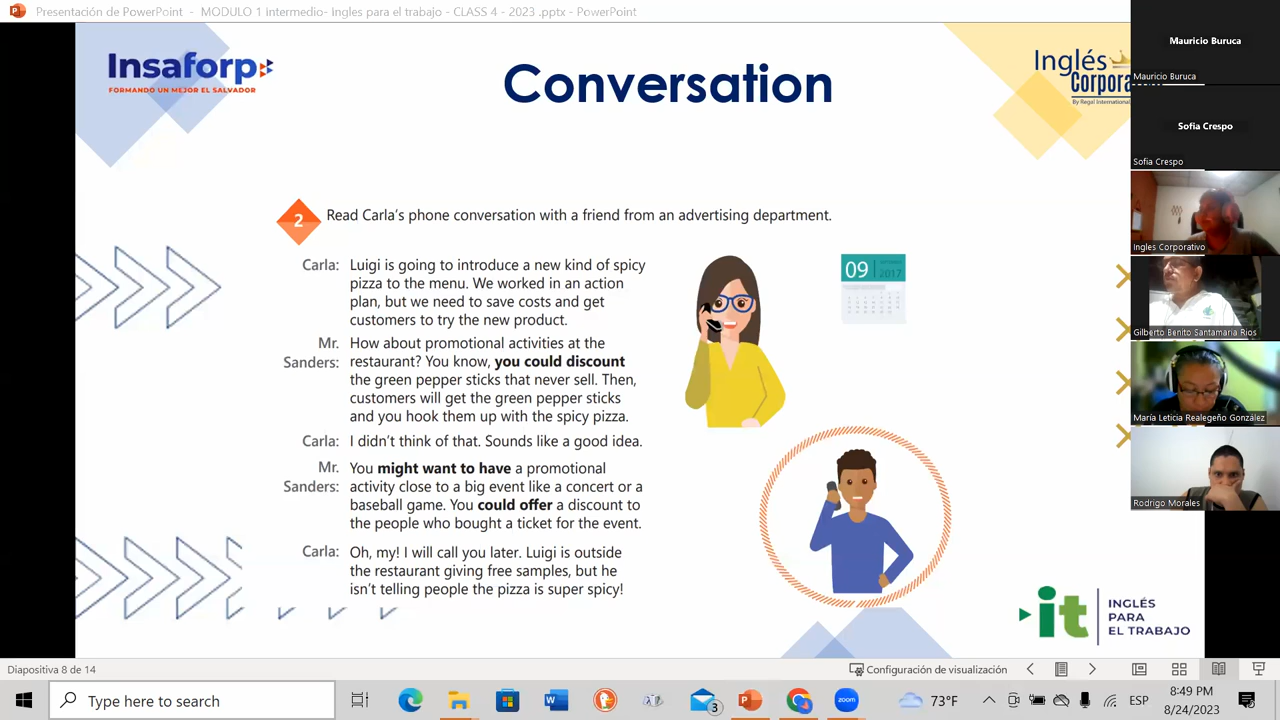 Presentación de PowerPoint - MODULO 1 Intermedio- Ingles para el trabajo - CLASS 4 - 2023 .pptx - PowerPoint
Insaforp
FORMANDO UN MEJOR EL SALVADOR
Conversation
Inglés
Corpora
By Regal International
2
Read Carla's phone conversation with a friend from an advertising department.
Carla: Luigi is going to introduce a new kind of spicy
pizza to the menu. We worked in an action
plan, but we need to save costs and get
customers to try the new product.
Mr. How about promotional activities at the
Sanders: restaurant? You know, you could discount
the green pepper sticks that never sell. Then,
customers will get the green pepper sticks
and you hook them up with the spicy pizza.
Carla: I didn't think of that. Sounds like a good idea.
Mr. You might want to have a promotional
Sanders: activity close to a big event like a concert or a
baseball game. You could offer a discount to
the people who bought a ticket for the event.
Carla: Oh, my! I will call you later. Luigi is outside
the restaurant giving free samples, but he
isn't telling people the pizza is super spicy!
09
2017
it
INGLÉS
PARA
EL TRABAJO
Mauricio Buruca
Mauricio Buruca
Sofia Crespo
Sofia Crespo
Ingles Corporativo
Gilberto Benito Santamaria Rios
María Leticia Realegeño González
Rodrigo Morales
Diapositiva 8 de 14
Configuración de visualización
Type here to search
W
3
P
zoom
73°F
ESP
8:49 PM
8/24/2023